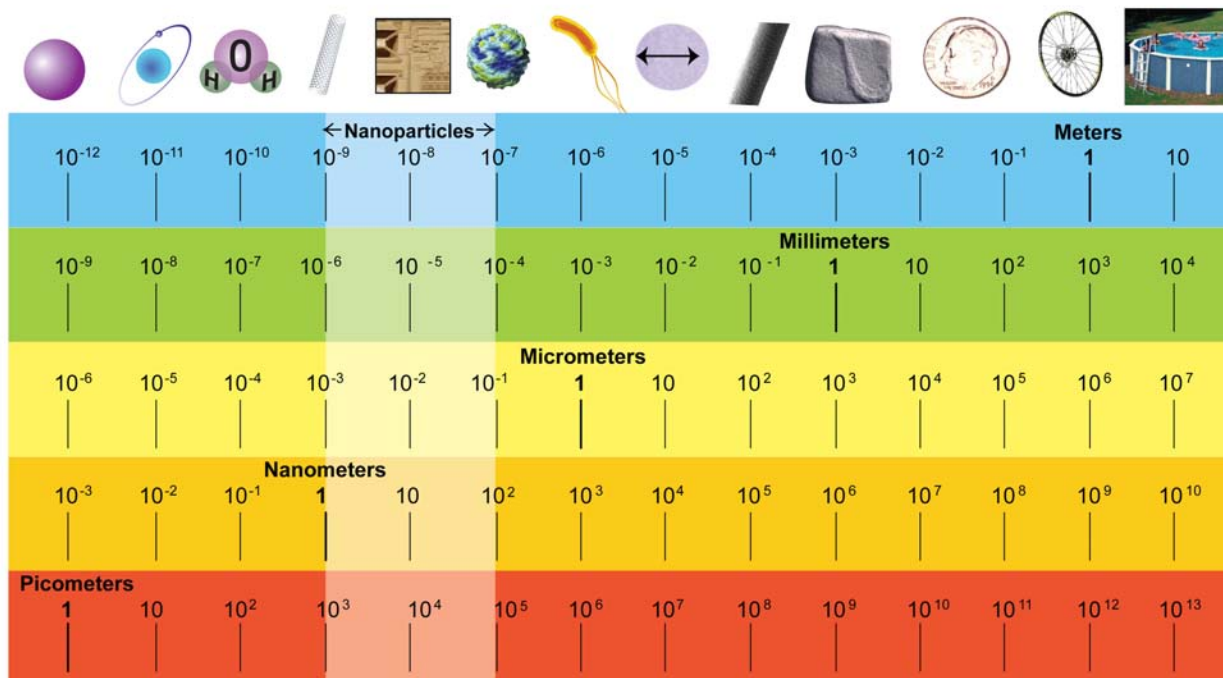 H O H
LIBERTY
←Nanoparticles→
Meters
10⁻¹² 10⁻¹¹ 10⁻¹⁰ 10⁻⁹ 10⁻⁸ 10⁻⁷ 10⁻⁶ 10⁻⁵ 10⁻⁴ 10⁻³ 10⁻² 10⁻¹ 1 10
Millimeters
10⁻⁹ 10⁻⁸ 10⁻⁷ 10⁻⁶ 10⁻⁵ 10⁻⁴ 10⁻³ 10⁻² 10⁻¹ 1 10 10² 10³ 10⁴
Micrometers
10⁻⁶ 10⁻⁵ 10⁻⁴ 10⁻³ 10⁻² 10⁻¹ 1 10 10² 10³ 10⁴ 10⁵ 10⁶ 10⁷
Nanometers
10⁻³ 10⁻² 10⁻¹ 1 10 10² 10³ 10⁴ 10⁵ 10⁶ 10⁷ 10⁸ 10⁹ 10¹⁰
Picometers
1 10 10² 10³ 10⁴ 10⁵ 10⁶ 10⁷ 10⁸ 10⁹ 10¹⁰ 10¹¹ 10¹² 10¹³